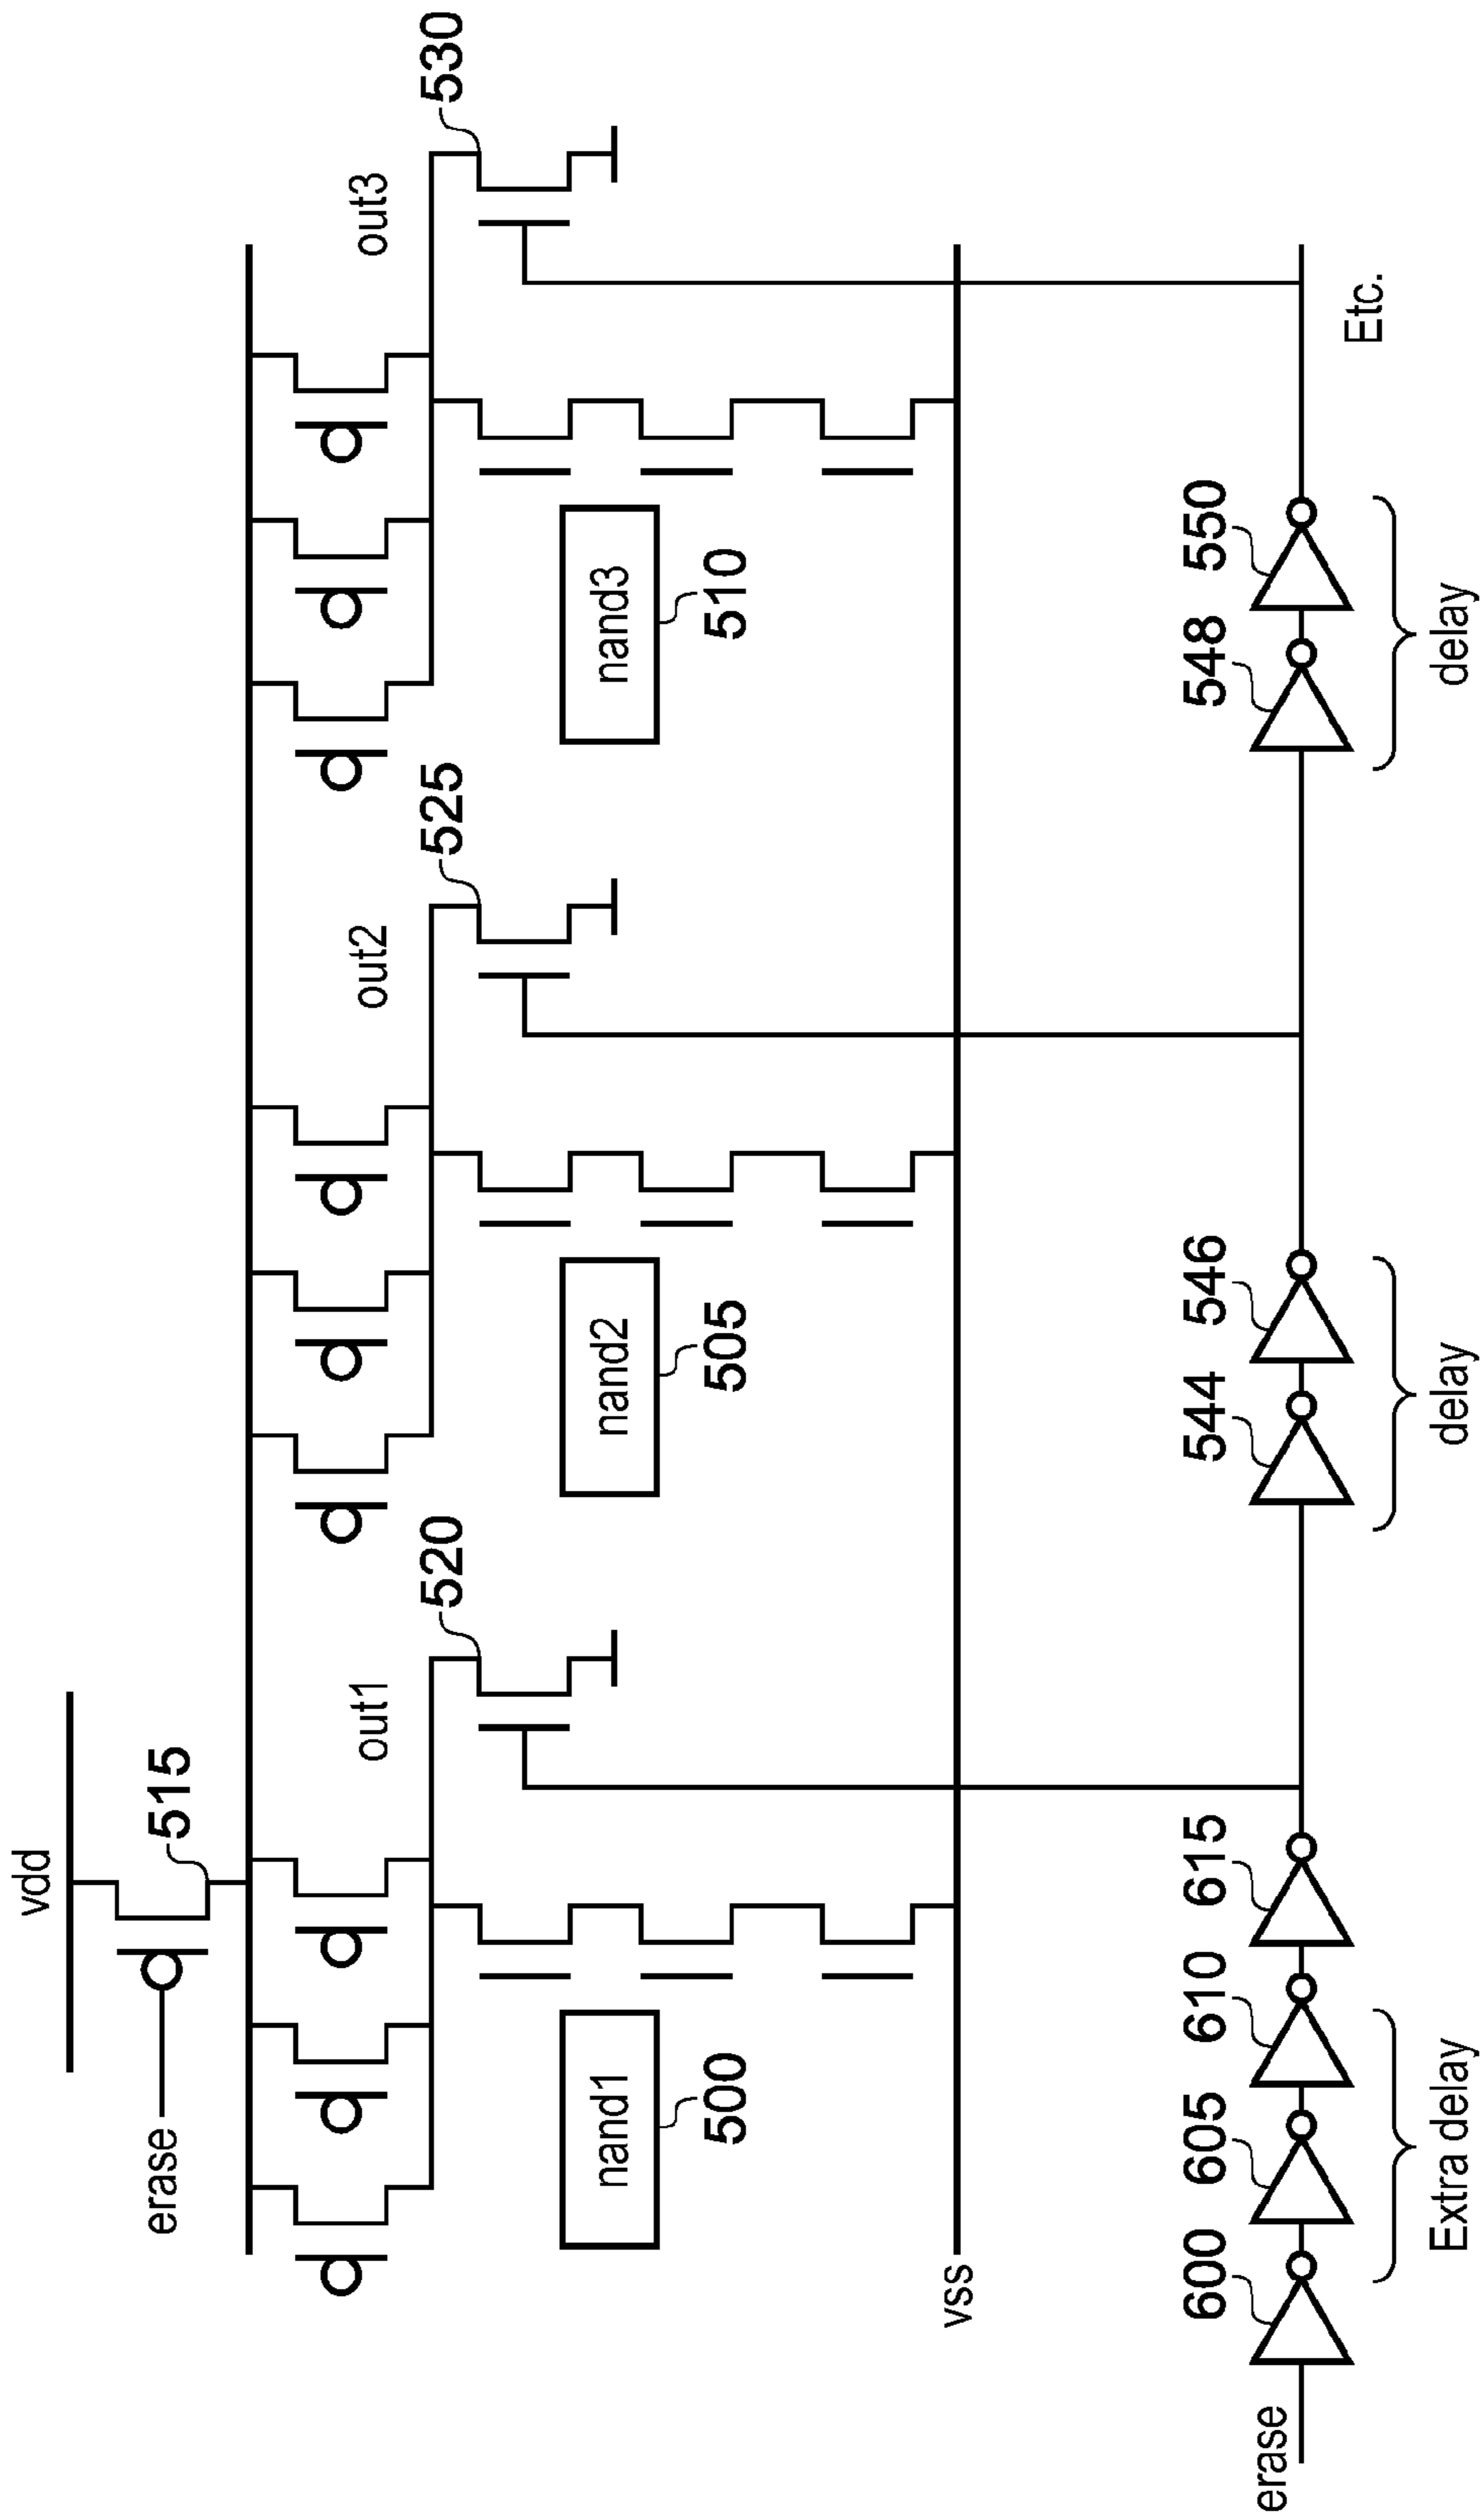 vdd
erase
515
out1
out2
out3
520
525
530
nand1
nand2
nand3
500
505
510
vss
erase
600
605
610
615
544
546
548
550
Extra delay
delay
delay
Etc.